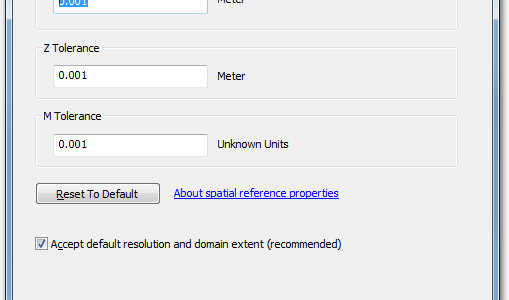 0.001 Meter
Z Tolerance
0.001 Meter
M Tolerance
0.001 Unknown Units
Reset To Default About spatial reference properties
Accept default resolution and domain extent (recommended)